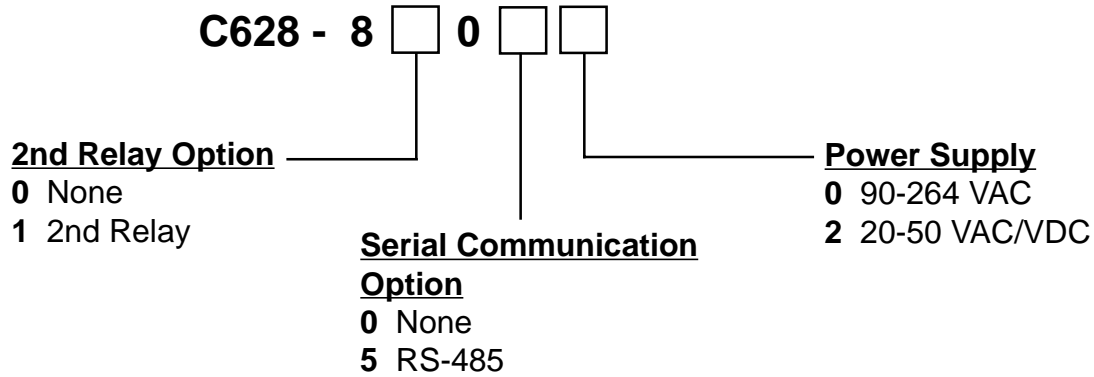 C628 - 8 0
2nd Relay Option
0 None
1 2nd Relay
Serial Communication
Option
0 None
5 RS-485
Power Supply
0 90-264 VAC
2 20-50 VAC/VDC